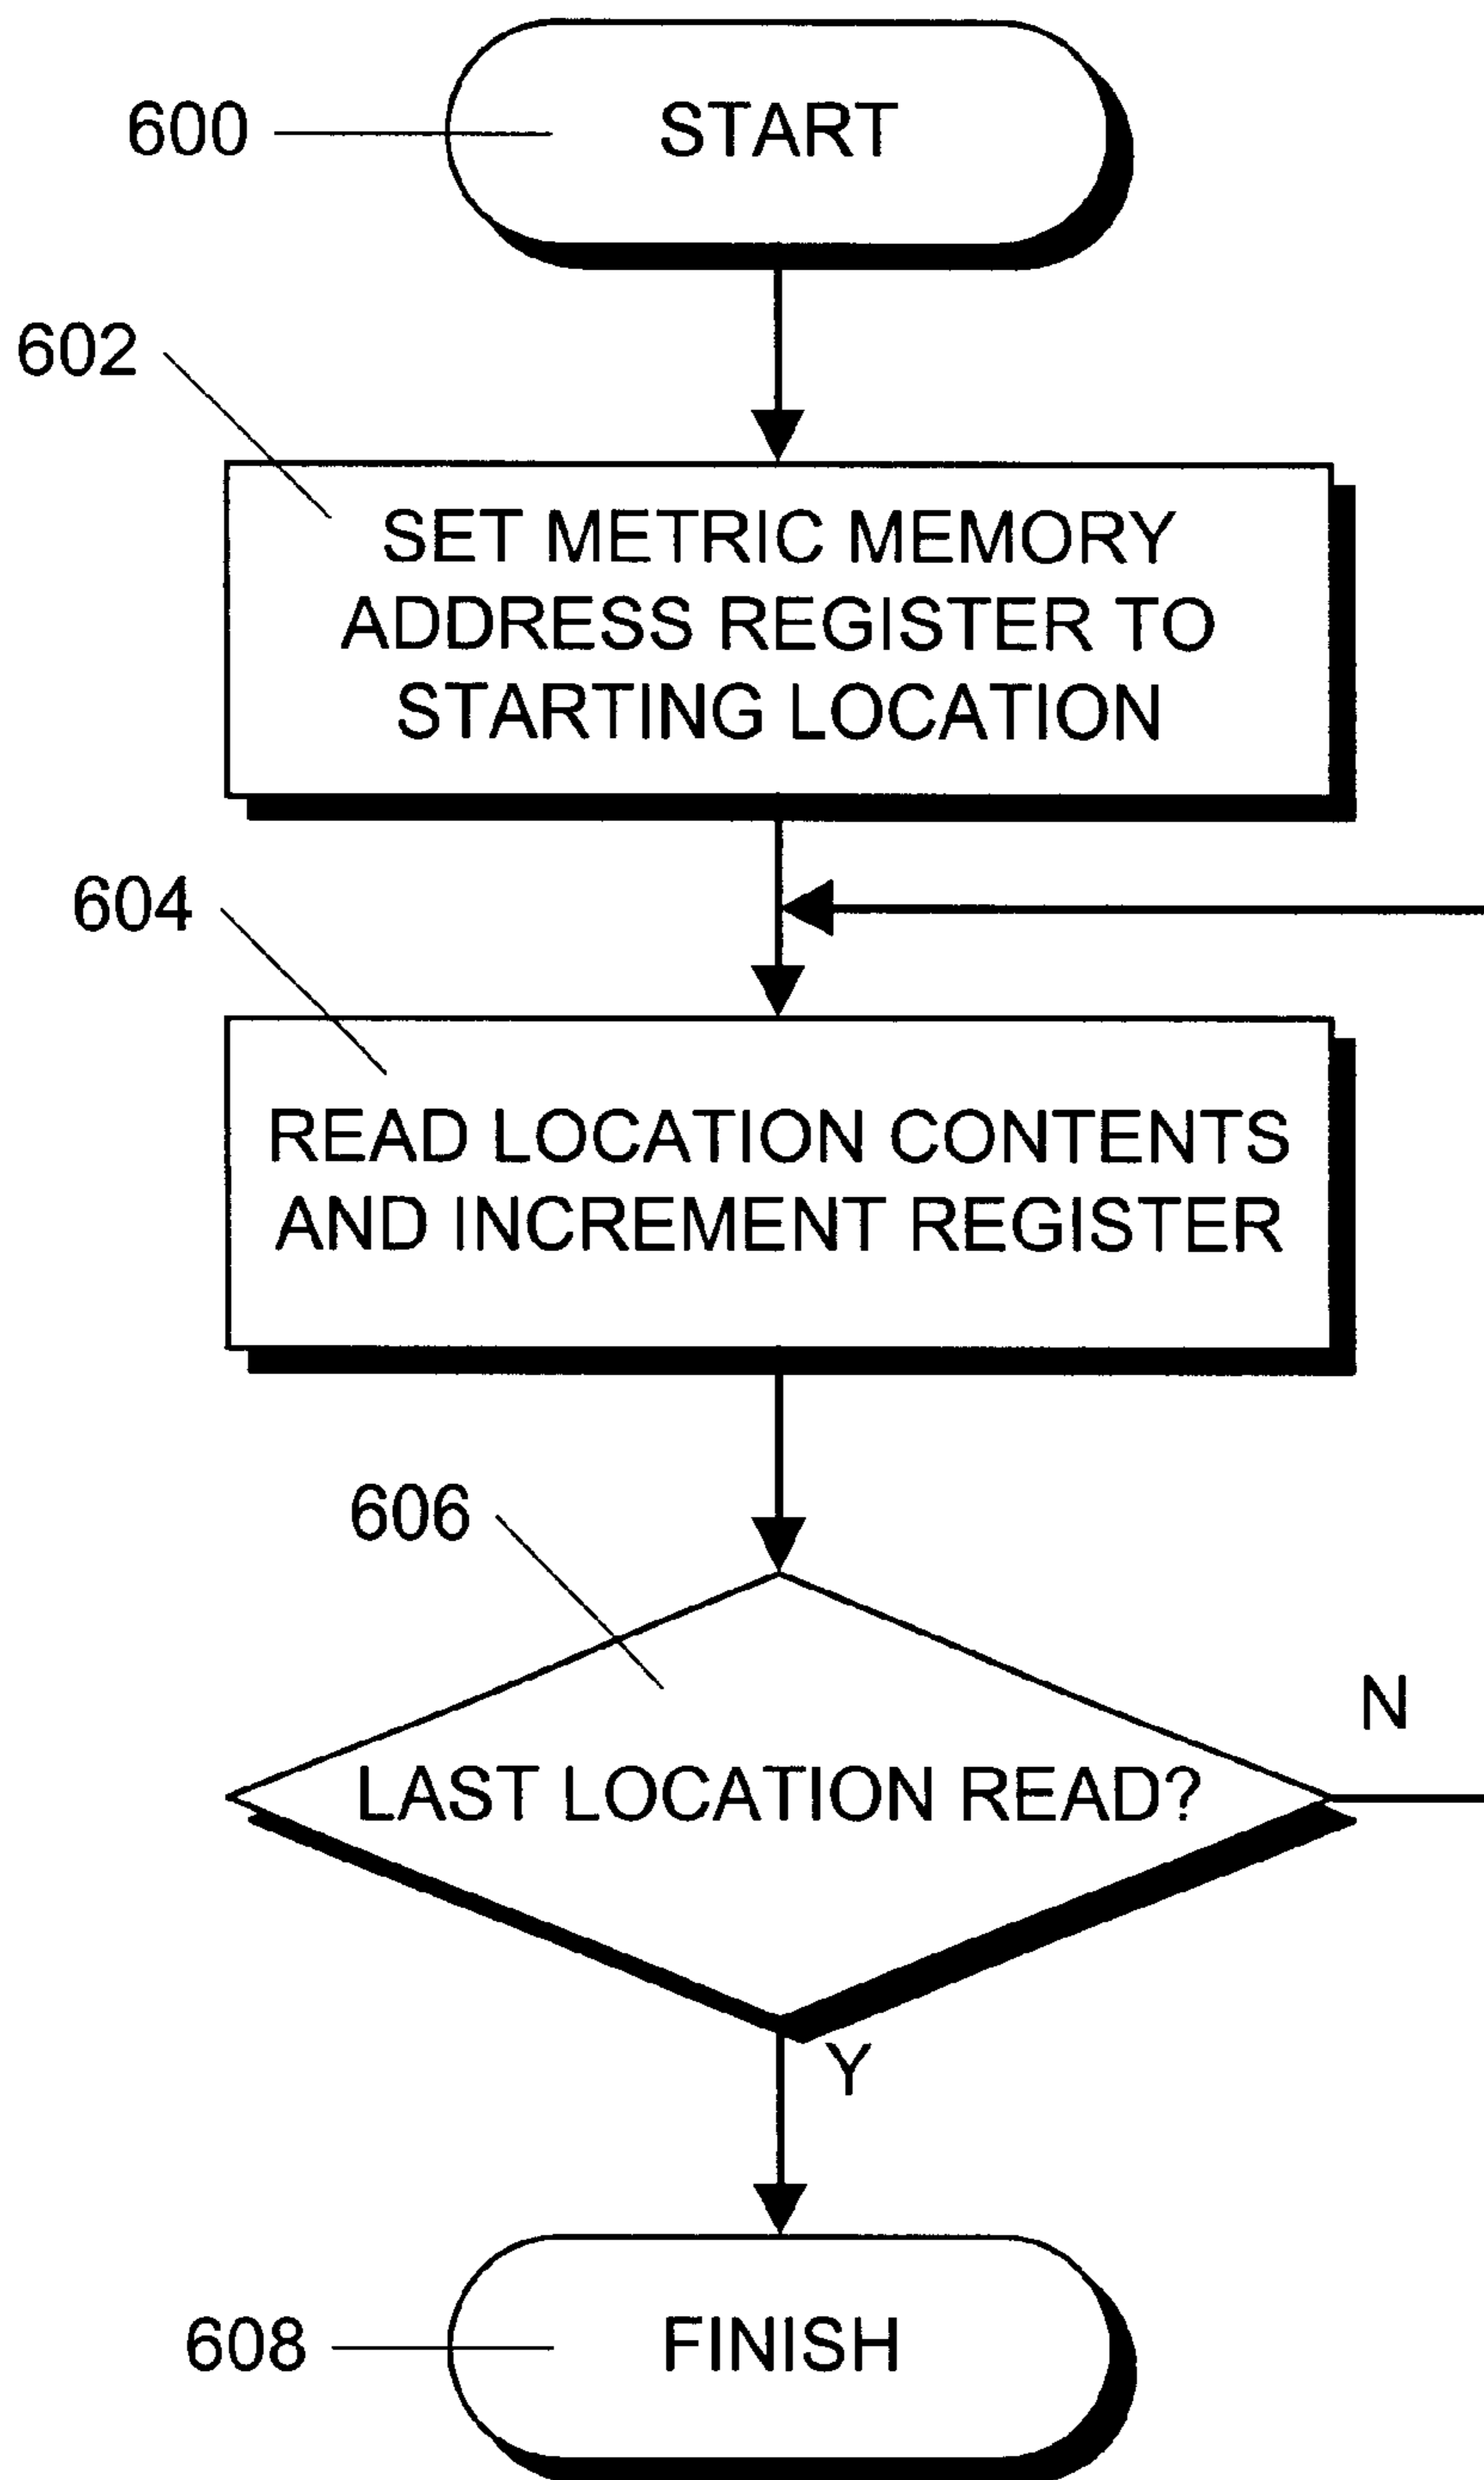 600
START
602
SET METRIC MEMORY
ADDRESS REGISTER TO
STARTING LOCATION
604
READ LOCATION CONTENTS
AND INCREMENT REGISTER
606
N
LAST LOCATION READ?
Y
608
FINISH